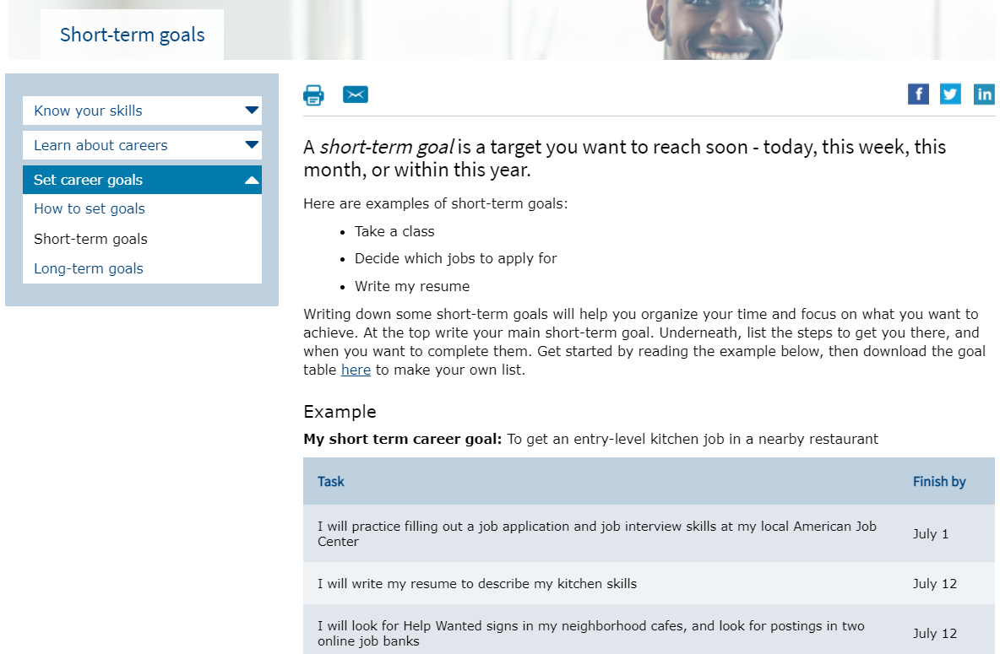 Short-term goals
Know your skills
Learn about careers
Set career goals
How to set goals
Short-term goals
Long-term goals
f
in
A short-term goal is a target you want to reach soon - today, this week, this
month, or within this year.
Here are examples of short-term goals:
• Take a class
• Decide which jobs to apply for
• Write my resume
Writing down some short-term goals will help you organize your time and focus on what you want to
achieve. At the top write your main short-term goal. Underneath, list the steps to get you there, and
when you want to complete them. Get started by reading the example below, then download the goal
table here to make your own list.
Example
My short term career goal: To get an entry-level kitchen job in a nearby restaurant
Task Finish by
I will practice filling out a job application and job interview skills at my local American Job
Center
July 1
I will write my resume to describe my kitchen skills July 12
I will look for Help Wanted signs in my neighborhood cafes, and look for postings in two
online job banks
July 12